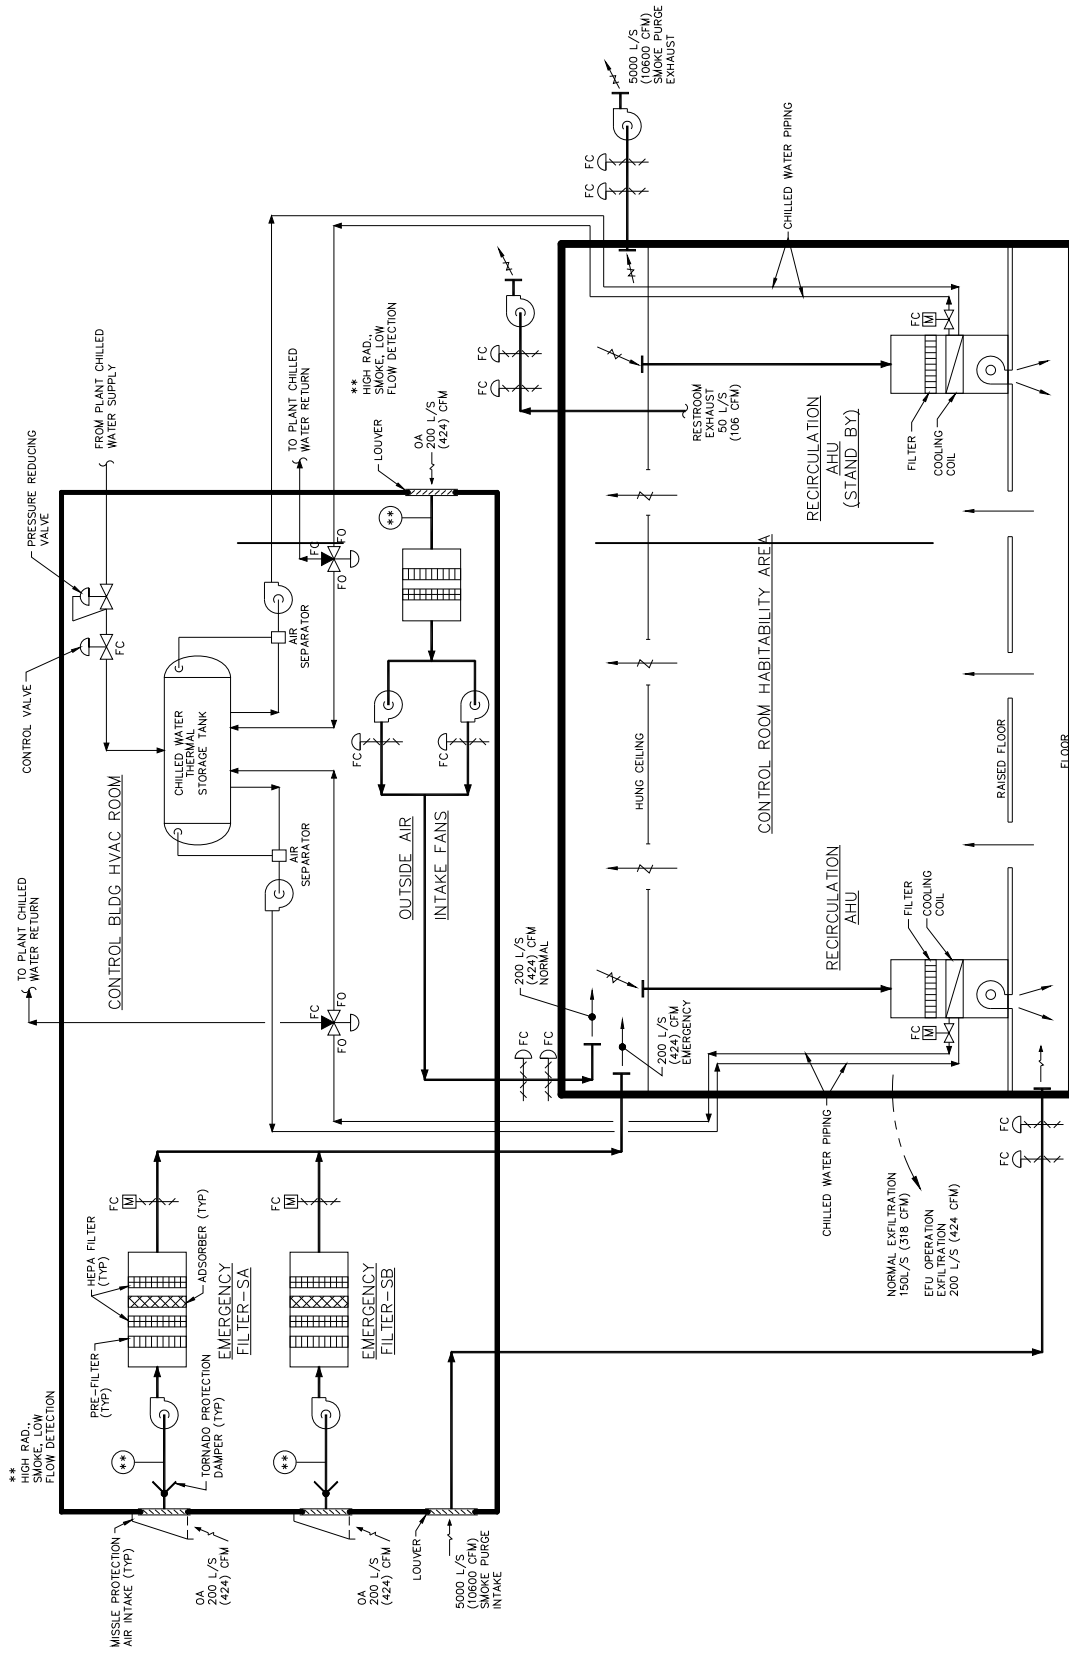 **
HIGH RAD.,
SMOKE, LOW
FLOW DETECTION
MISSLE PROTECTION
AIR INTAKE (TYP)
OA
200 L/S
(424) CFM
OA
200 L/S
(424) CFM
LOUVER
5000 L/S
(10600 CFM)
SMOKE PURGE
INTAKE
**
**
TORNADO PROTECTION
DAMPER (TYP)
PRE-FILTER
(TYP)
HEPA FILTER
(TYP)
ADSORBER (TYP)
EMERGENCY
FILTER-SA
EMERGENCY
FILTER-SB
FC
M
FC
M
TO PLANT CHILLED
WATER RETURN
CONTROL BLDG HVAC ROOM
FC
FO
FO
CONTROL VALVE
PRESSURE REDUCING
VALVE
FC
FROM PLANT CHILLED
WATER SUPPLY
CHILLED WATER
THERMAL
STORAGE TANK
AIR
SEPARATOR
AIR
SEPARATOR
TO PLANT CHILLED
WATER RETURN
FC
FO
FO
OUTSIDE AIR
INTAKE FANS
FC
FC
**
LOUVER
**
HIGH RAD.,
SMOKE, LOW
FLOW DETECTION
OA
200 L/S
(424) CFM
FC
FC
200 L/S
(424) CFM
NORMAL
200 L/S
(424) CFM
EMERGENCY
FC
FC
RESTROOM
EXHAUST
50 L/S
(106 CFM)
FC
FC
5000 L/S
(10600 CFM)
SMOKE PURGE
EXHAUST
CHILLED WATER PIPING
HUNG CEILING
CONTROL ROOM HABITABILITY AREA
RECIRCULATION
AHU
RECIRCULATION
AHU
(STAND BY)
FILTER
COOLING
COIL
FC
M
FILTER
COOLING
COIL
FC
M
CHILLED WATER PIPING
NORMAL EXFILTRATION
150L/S (318 CFM)
EFU OPERATION
EXFILTRATION
200 L/S (424 CFM)
FC
FC
RAISED FLOOR
FLOOR